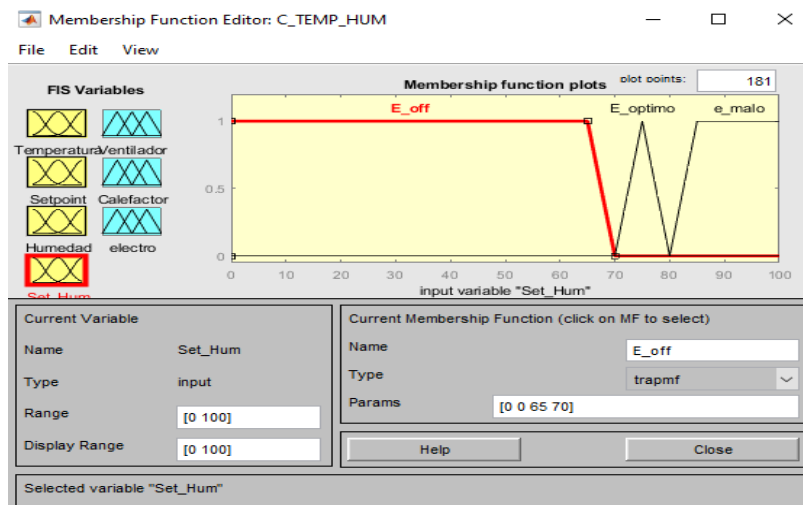 Membership Function Editor: C_TEMP_HUM
File Edit View
FIS Variables
Membership function plots
plot points:
181
E_off
E_optimo
e_malo
1
0.5
0
0 10 20 30 40 50 60 70 80 90 100
input variable "Set_Hum"
Temperatura
Ventilador
Setpoint
Calefactor
Humedad
electro
Set_Hum
Current Variable
Name Set_Hum
Type input
Range [0 100]
Display Range [0 100]
Current Membership Function (click on MF to select)
Name E_off
Type trapmf
Params [0 0 65 70]
Help Close
Selected variable "Set_Hum"